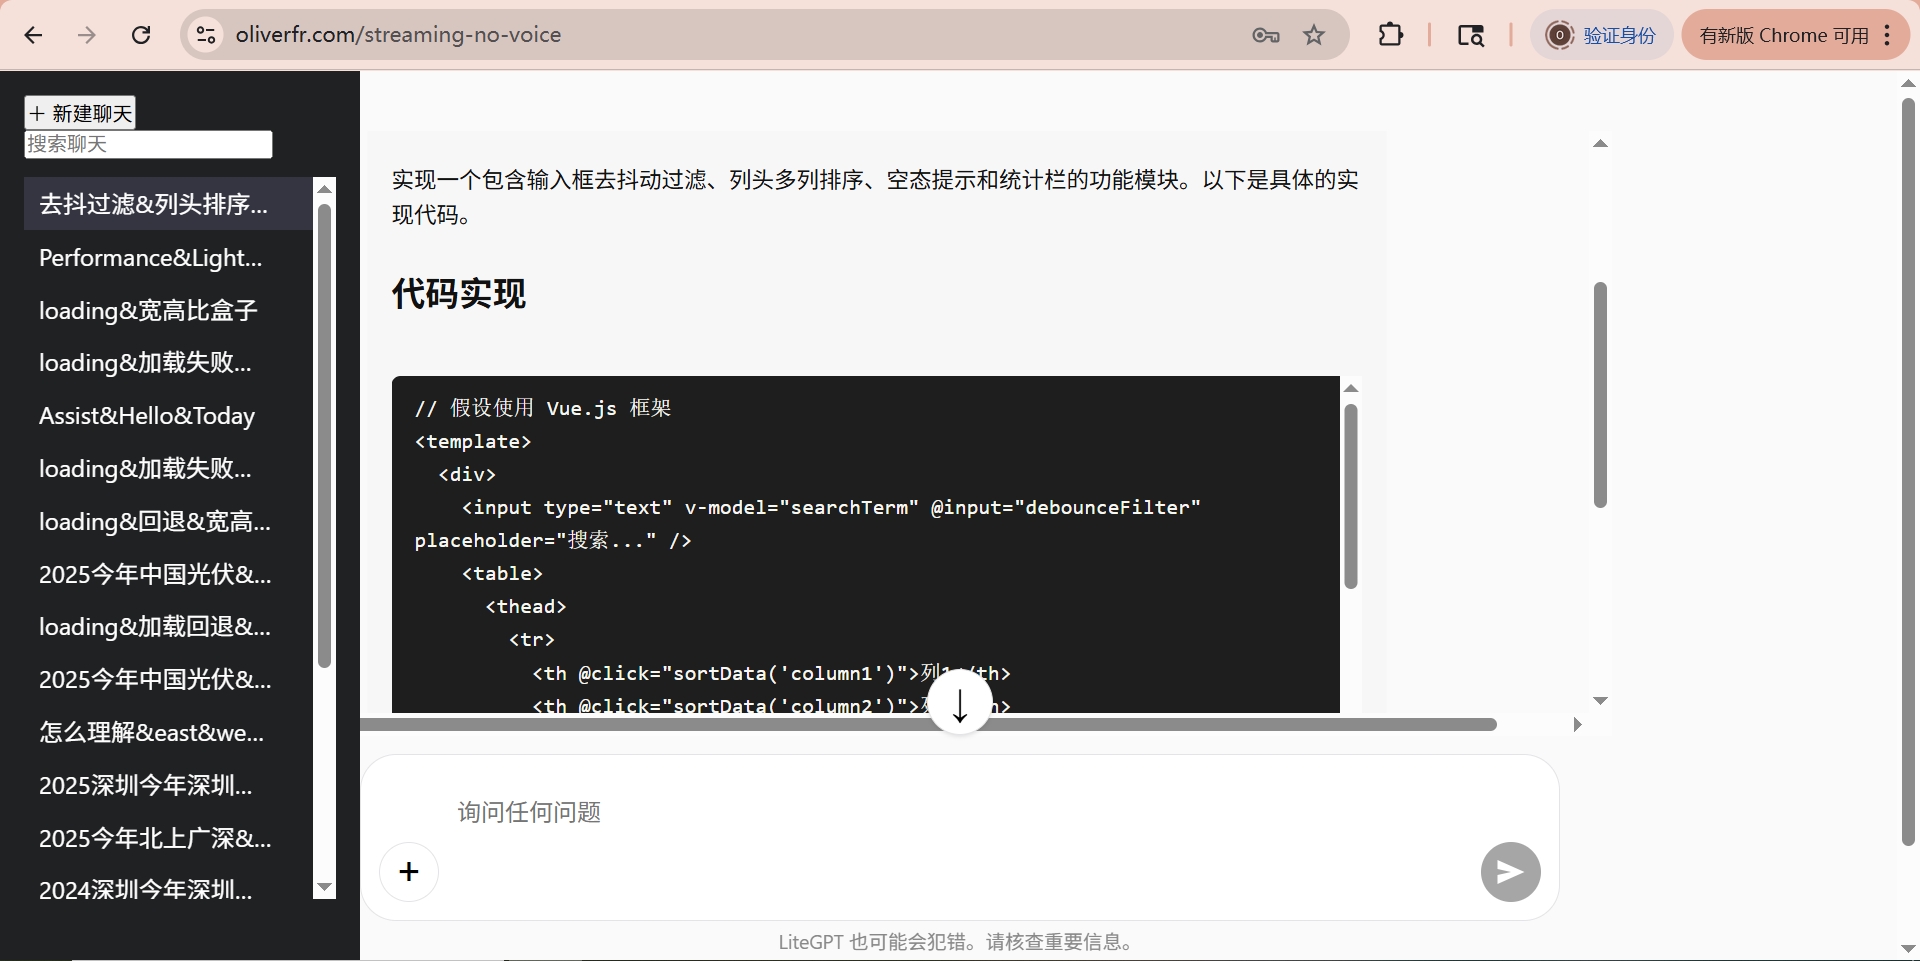 oliverfr.com/streaming-no-voice
验证身份
有新版 Chrome 可用
+ 新建聊天
搜索聊天
去抖过滤&列头排序...
Performance&Light...
loading&宽高比盒子
loading&加载失败...
Assist&Hello&Today
loading&加载失败...
loading&回退&宽高...
2025今年中国光伏&...
loading&加载回退&...
2025今年中国光伏&...
怎么理解&east&we...
2025深圳今年深圳...
2025今年北上广深&...
2024深圳今年深圳...
实现一个包含输入框去抖动过滤、列头多列排序、空态提示和统计栏的功能模块。以下是具体的实
现代码。
代码实现
// 假设使用 Vue.js 框架
<template>
<div>
<input type="text" v-model="searchTerm" @input="debounceFilter"
placeholder="搜索..." />
<table>
<thead>
<tr>
<th @click="sortData('column1')">列1</th>
<th @click="sortData('column2')">
询问任何问题
LiteGPT 也可能会犯错。请核查重要信息。